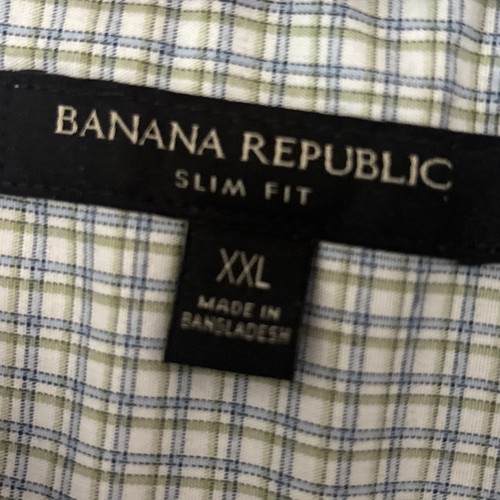 BANANA REPUBLIC
SLIM FIT
XXL
MADE IN
BANGLADESH